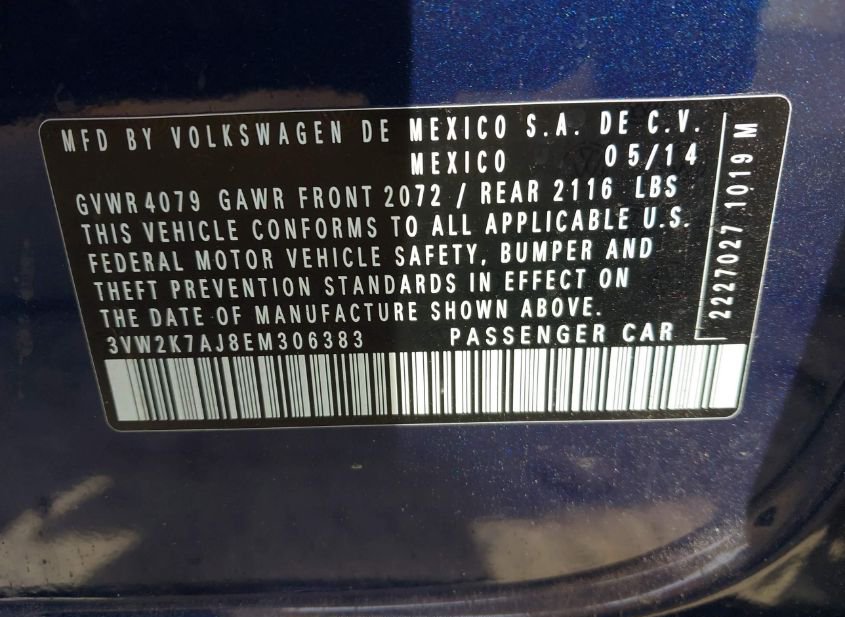 MFD BY VOLKSWAGEN DE MEXICO S.A. DE C.V.
MEXICO 05/14
GVWR 4079 GAWR FRONT 2072 / REAR 2116 LBS
THIS VEHICLE CONFORMS TO ALL APPLICABLE U.S.
FEDERAL MOTOR VEHICLE SAFETY, BUMPER AND
THEFT PREVENTION STANDARDS IN EFFECT ON
THE DATE OF MANUFACTURE SHOWN ABOVE.
3VW2K7AJ8EM306383 PASSENGER CAR
2227027 1019 M